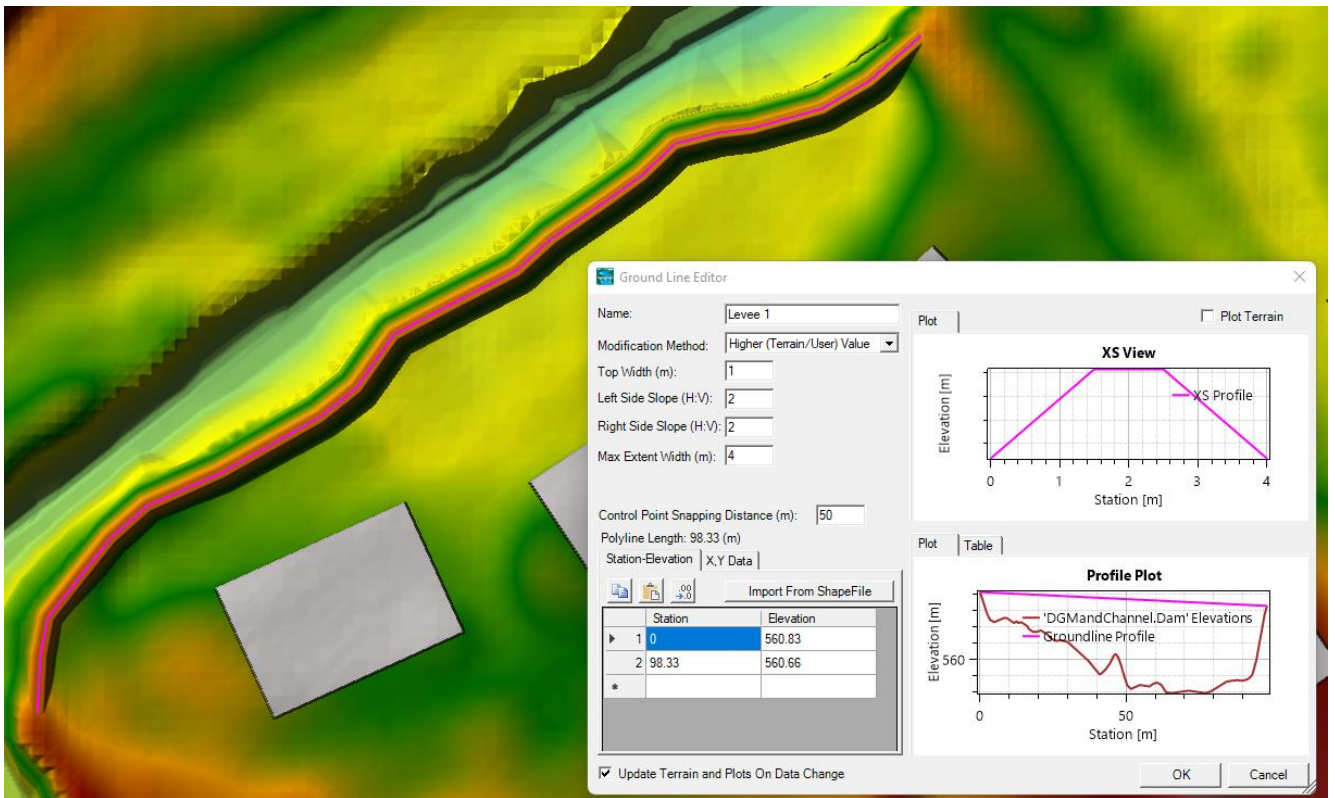 Ground Line Editor
Name: Levee 1
Modification Method: Higher (Terrain/User) Value
Top Width (m): 1
Left Side Slope (H:V): 2
Right Side Slope (H:V): 2
Max Extent Width (m): 4
Control Point Snapping Distance (m): 50
Polyline Length: 98.33 (m)
Station-Elevation X,Y Data
.00 →.0 Import From ShapeFile
Station Elevation
1 0 560.83
2 98.33 560.66
*
Update Terrain and Plots On Data Change
Plot Plot Terrain
XS View
Elevation [m]
XS Profile
0 1 2 3 4
Station [m]
Plot Table
Profile Plot
Elevation [m]
'DGMandChannel.Dam' Elevations
Groundline Profile
560
0 50
Station [m]
OK Cancel